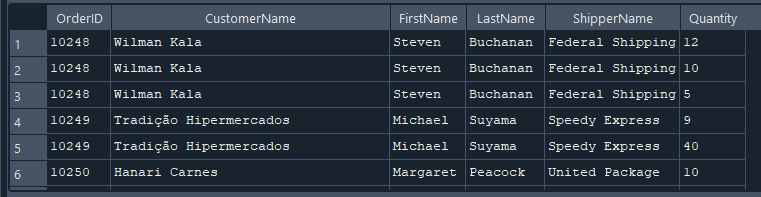 OrderID CustomerName FirstName LastName ShipperName Quantity
1 10248 Wilman Kala Steven Buchanan Federal Shipping 12
2 10248 Wilman Kala Steven Buchanan Federal Shipping 10
3 10248 Wilman Kala Steven Buchanan Federal Shipping 5
4 10249 Tradição Hipermercados Michael Suyama Speedy Express 9
5 10249 Tradição Hipermercados Michael Suyama Speedy Express 40
6 10250 Hanari Carnes Margaret Peacock United Package 10